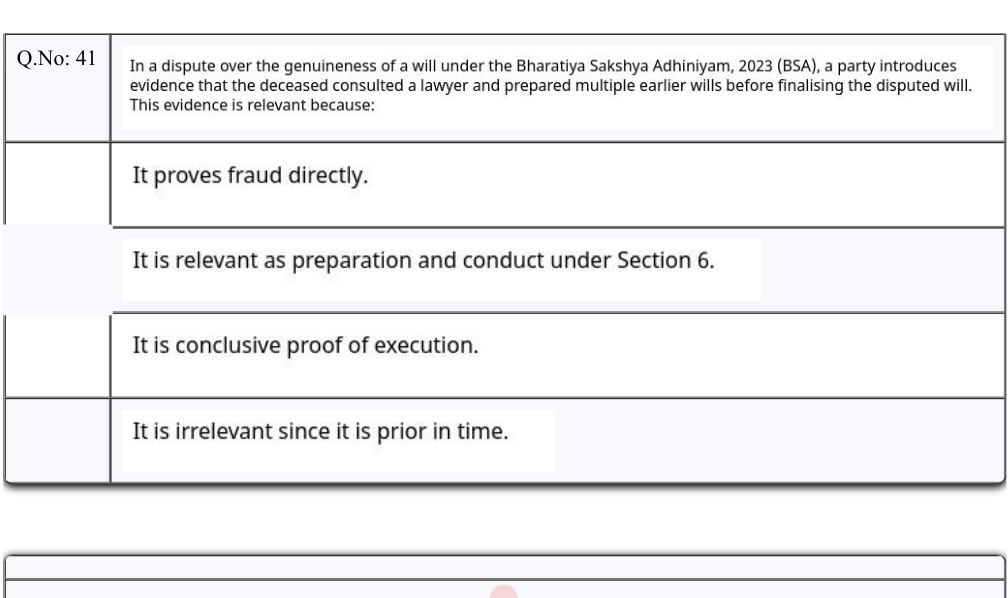 Q.No: 41
In a dispute over the genuineness of a will under the Bharatiya Sakshya Adhiniyam, 2023 (BSA), a party introduces
evidence that the deceased consulted a lawyer and prepared multiple earlier wills before finalising the disputed will.
This evidence is relevant because:
It proves fraud directly.
It is relevant as preparation and conduct under Section 6.
It is conclusive proof of execution.
It is irrelevant since it is prior in time.